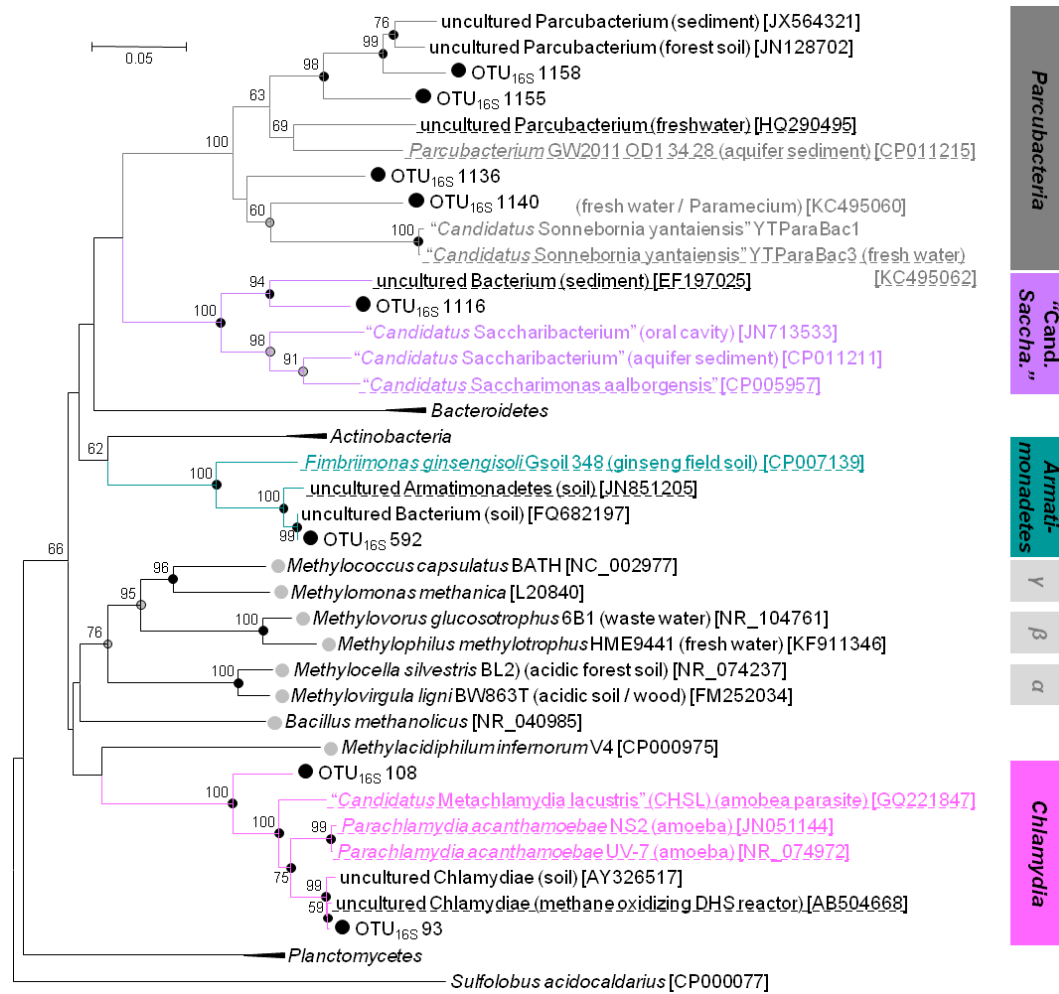 76
uncultured Parcubacterium (sediment) [JX564321]
0.05
99
uncultured Parcubacterium (forest soil) [JN128702]
98
OTU16S 1158
OTU16S 1155
63
69
uncultured Parcubacterium (freshwater) [HQ290495]
100
Parcubacterium GW2011 OD1 34 28 (aquifer sediment) [CP011215]
OTU16S 1136
OTU16S 1140
(fresh water / Paramecium) [KC495060]
60
100
“Candidatus Sonnebornia yantaiensis” YTParaBac1
“Candidatus Sonnebornia yantaiensis” YTParaBac3 (fresh water)
[KC495062]
Parcubacteria
94
uncultured Bacterium (sediment) [EF197025]
OTU16S 1116
100
“Candidatus Saccharibacterium” (oral cavity) [JN713533]
98
91
“Candidatus Saccharibacterium” (aquifer sediment) [CP011211]
“Candidatus Saccharimonas aalborgensis” [CP005957]
“Cand.
Saccha.”
Bacteroidetes
Actinobacteria
62
Fimbriimonas ginsengisoli Gsoil 348 (ginseng field soil) [CP007139]
100
uncultured Armatimonadetes (soil) [JN851205]
100
uncultured Bacterium (soil) [FQ682197]
99
OTU16S 592
Armati-
monadetes
66
96
Methylococcus capsulatus BATH [NC_002977]
Methylomonas methanica [L20840]
γ
95
Methylovorus glucosotrophus 6B1 (waste water) [NR_104761]
100
Methylophilus methylotrophus HME9441 (fresh water) [KF911346]
β
76
Methylocella silvestris BL2) (acidic forest soil) [NR_074237]
100
Methylovirgula ligni BW863T (acidic soil / wood) [FM252034]
α
Bacillus methanolicus [NR_040985]
Methylacidiphilum infernorum V4 [CP000975]
OTU16S 108
100
“Candidatus Metachlamydia lacustris” (CHSL) (amobea parasite) [GQ221847]
100
99
Parachlamydia acanthamoebae NS2 (amoeba) [JN051144]
Parachlamydia acanthamoebae UV-7 (amoeba) [NR_074972]
75
99
uncultured Chlamydiae (soil) [AY326517]
59
uncultured Chlamydiae (methane oxidizing DHS reactor) [AB504668]
OTU16S 93
Chlamydia
Planctomycetes
Sulfolobus acidocaldarius [CP000077]